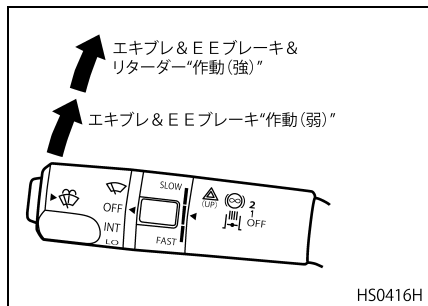 エキブレ&EEブレーキ&
リターダー“作動(強)”
エキブレ&EEブレーキ“作動(弱)”
SLOW
OFF
INT
LO
FAST
(UP)
2
1
OFF
HS0416H